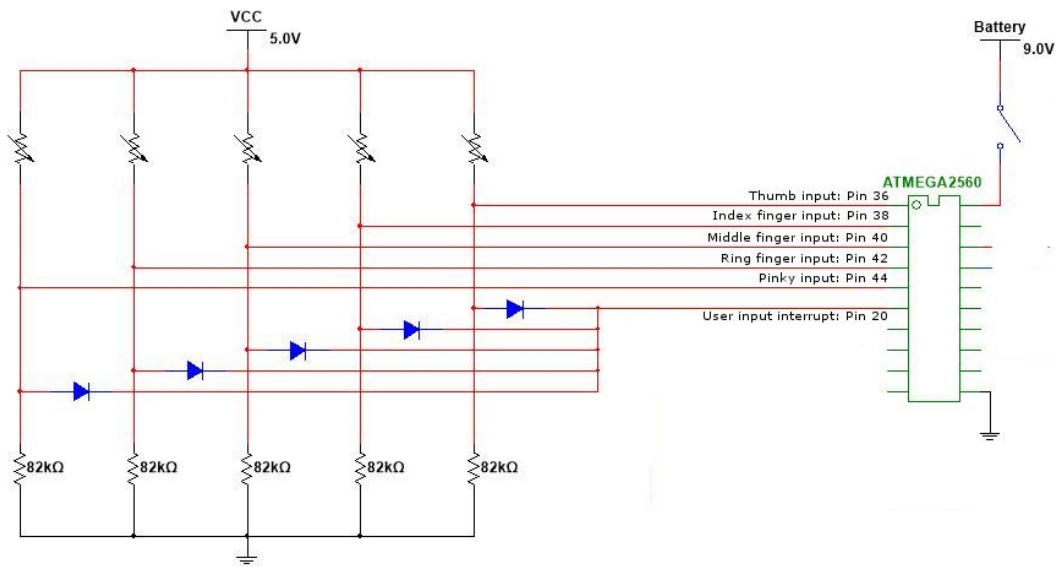 VCC
5.0V
Battery
9.0V
ATMEGA2560
Thumb input: Pin 36
Index finger input: Pin 38
Middle finger input: Pin 40
Ring finger input: Pin 42
Pinky input: Pin 44
User input interrupt: Pin 20
82kΩ 82kΩ 82kΩ 82kΩ 82kΩ